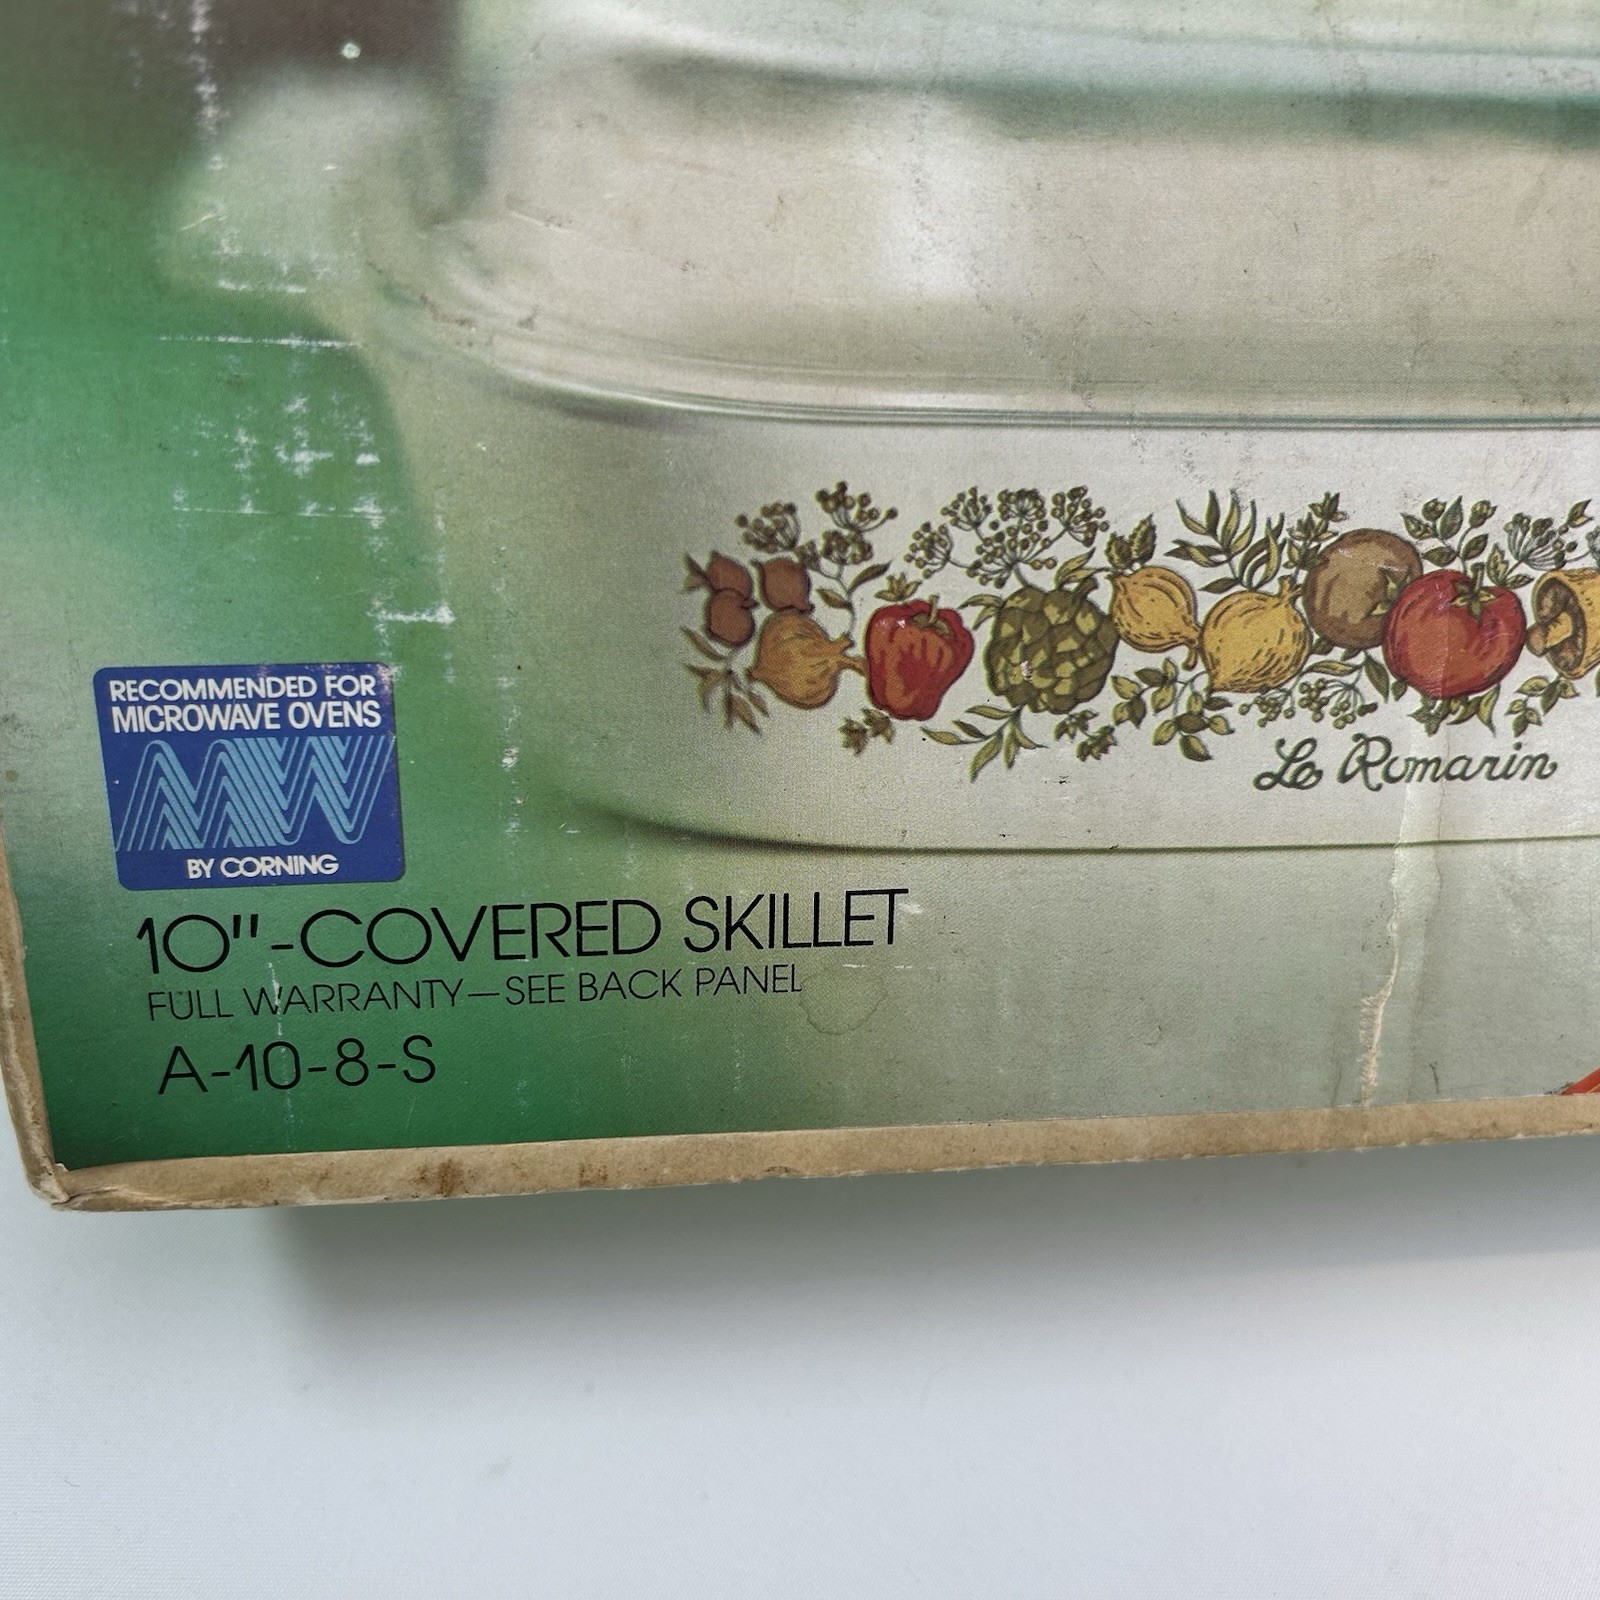 Le Romarin
RECOMMENDED FOR
MICROWAVE OVENS
MW
BY CORNING
10"-COVERED SKILLET
FULL WARRANTY—SEE BACK PANEL
A-10-8-S